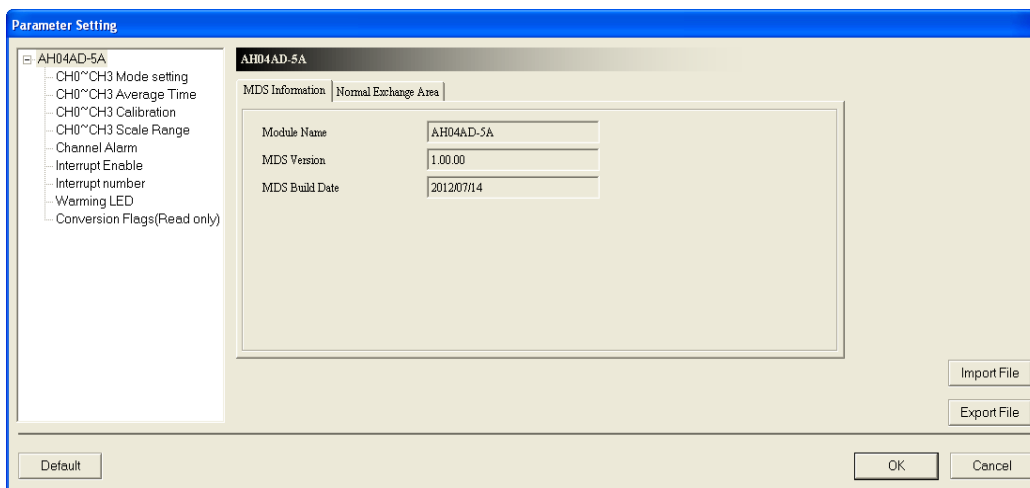 Parameter Setting
AH04AD-5A
CH0~CH3 Mode setting
CH0~CH3 Average Time
CH0~CH3 Calibration
CH0~CH3 Scale Range
Channel Alarm
Interrupt Enable
Interrupt number
Warming LED
Conversion Flags(Read only)
AH04AD-5A
MDS Information
Normal Exchange Area
Module Name
AH04AD-5A
MDS Version
1.00.00
MDS Build Date
2012/07/14
Import File
Export File
Default
OK
Cancel